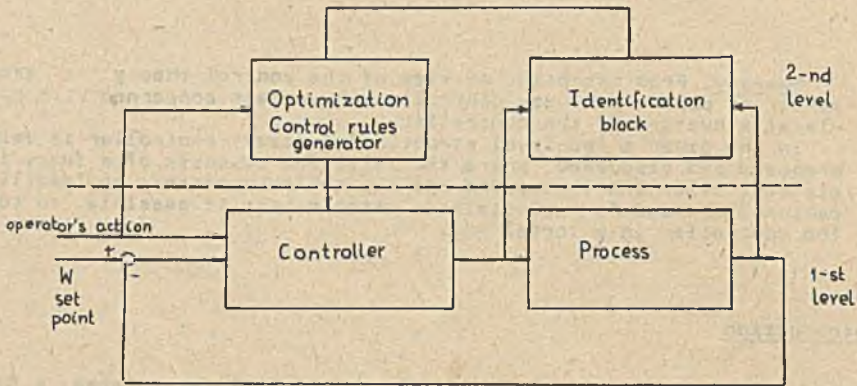 Optimization
Control rules
generator
Identification
block
2-nd
level
operator's action
+
-
W
set
point
Controller
Process
1-st
level